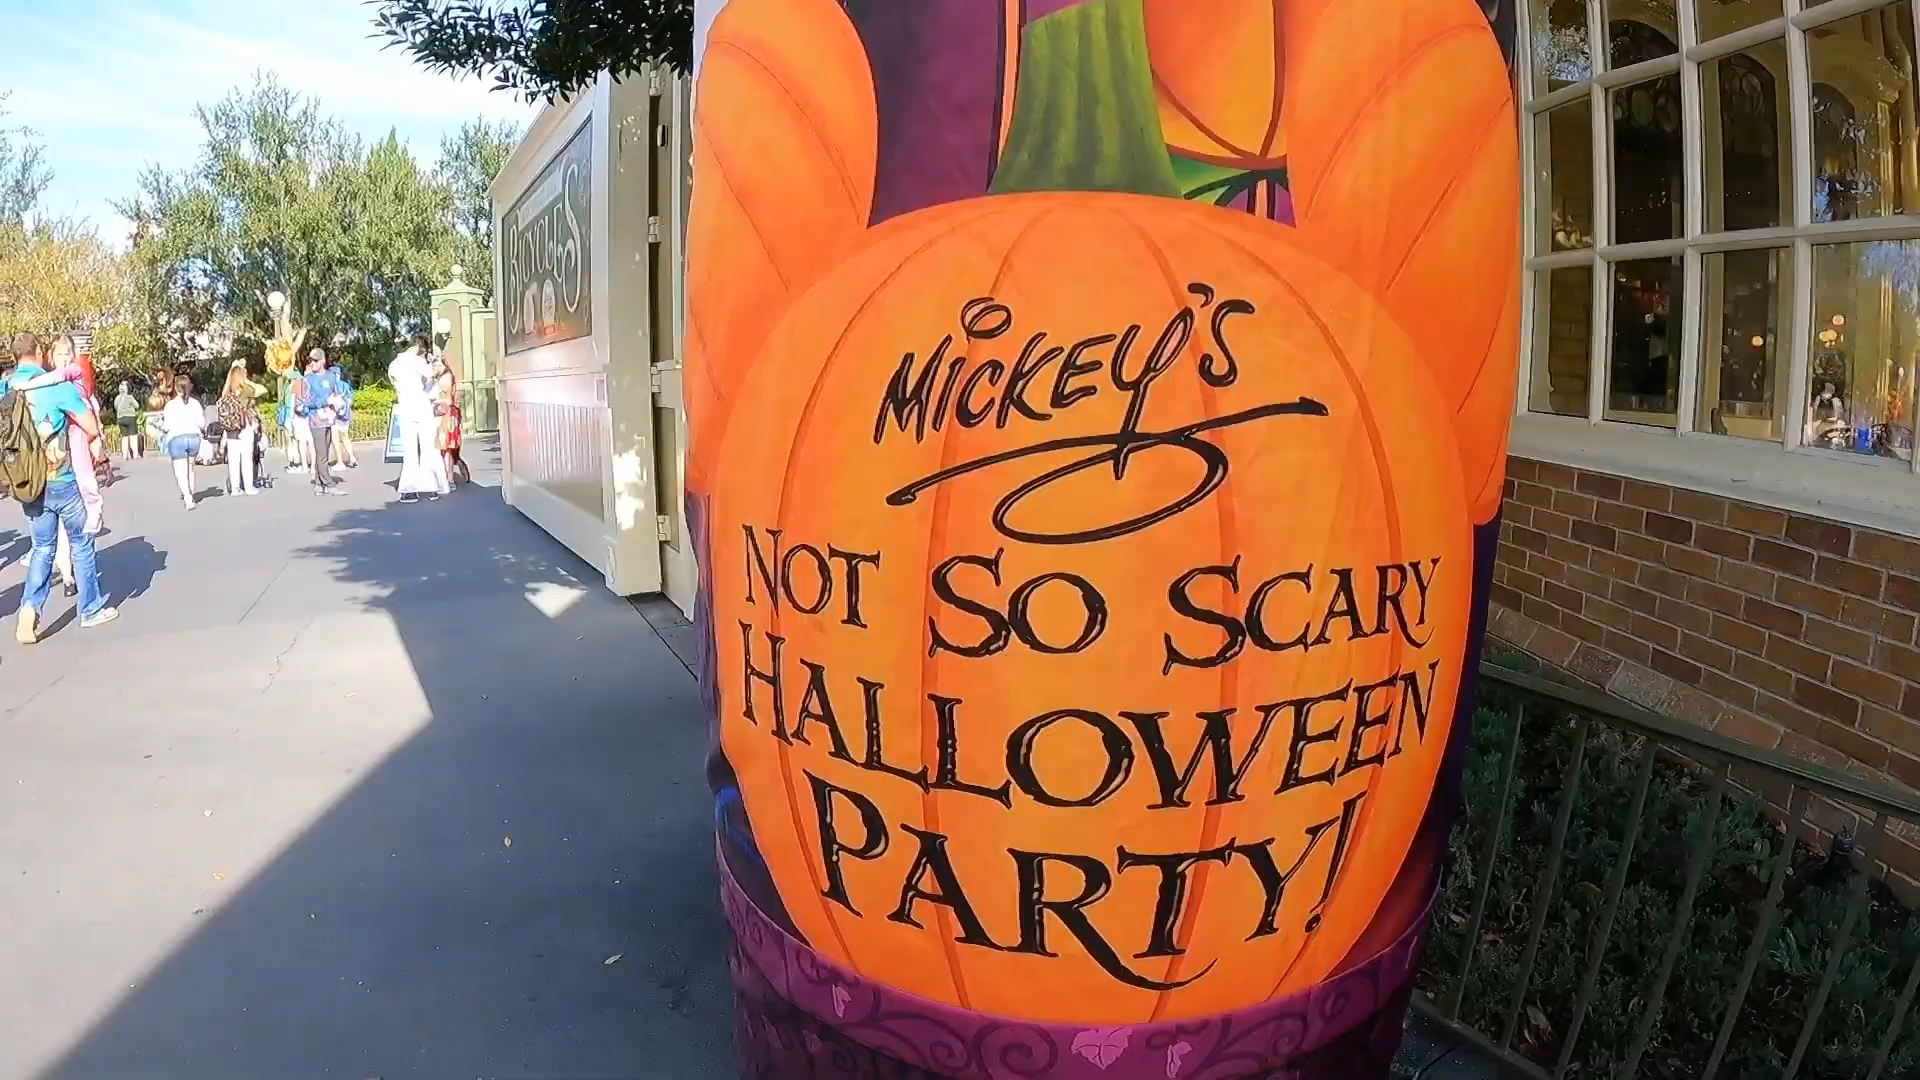 BICYCLES
MICKEY'S
NOT SO SCARY
HALLOWEEN
PARTY!